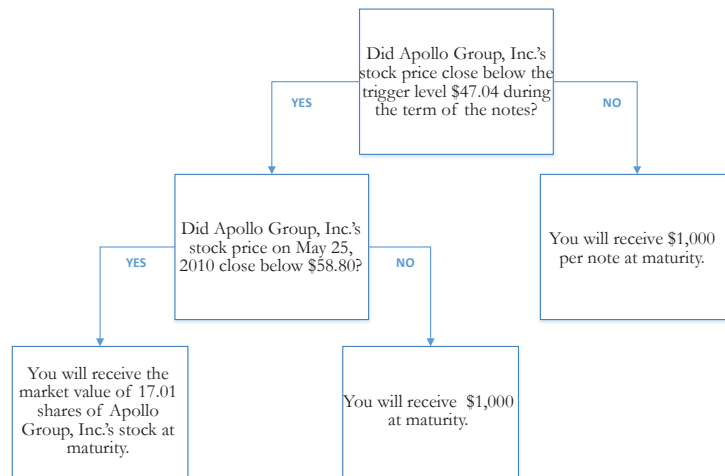 Did Apollo Group, Inc.'s
stock price close below the
trigger level $47.04 during
the term of the notes?
YES
NO
Did Apollo Group, Inc.'s
stock price on May 25,
2010 close below $58.80?
You will receive $1,000
per note at maturity.
YES
NO
You will receive the
market value of 17.01
shares of Apollo
Group, Inc.'s stock at
maturity.
You will receive $1,000
at maturity.